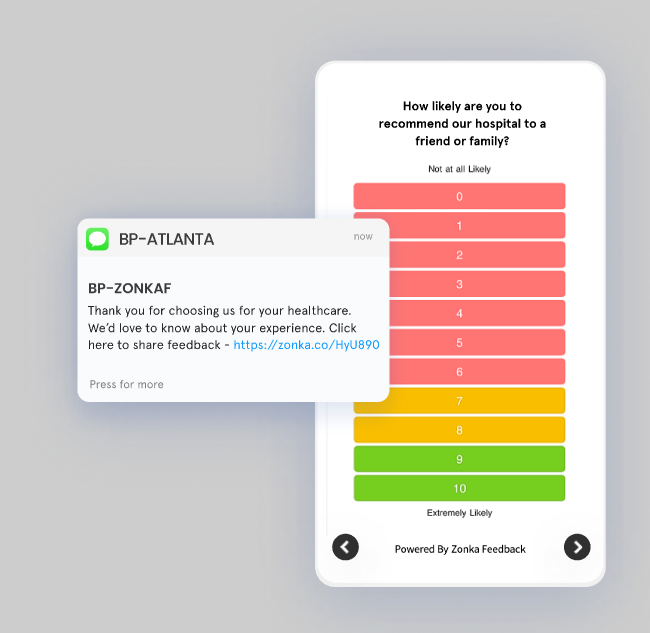 How likely are you to
recommend our hospital to a
friend or family?
Not at all Likely
0
1
2
3
4
5
6
7
8
9
10
Extremely Likely
Powered By Zonka Feedback
BP-ATLANTA
now
BP-ZONKAF
Thank you for choosing us for your healthcare.
We'd love to know about your experience. Click
here to share feedback - https://zonka.co/HyU890
Press for more